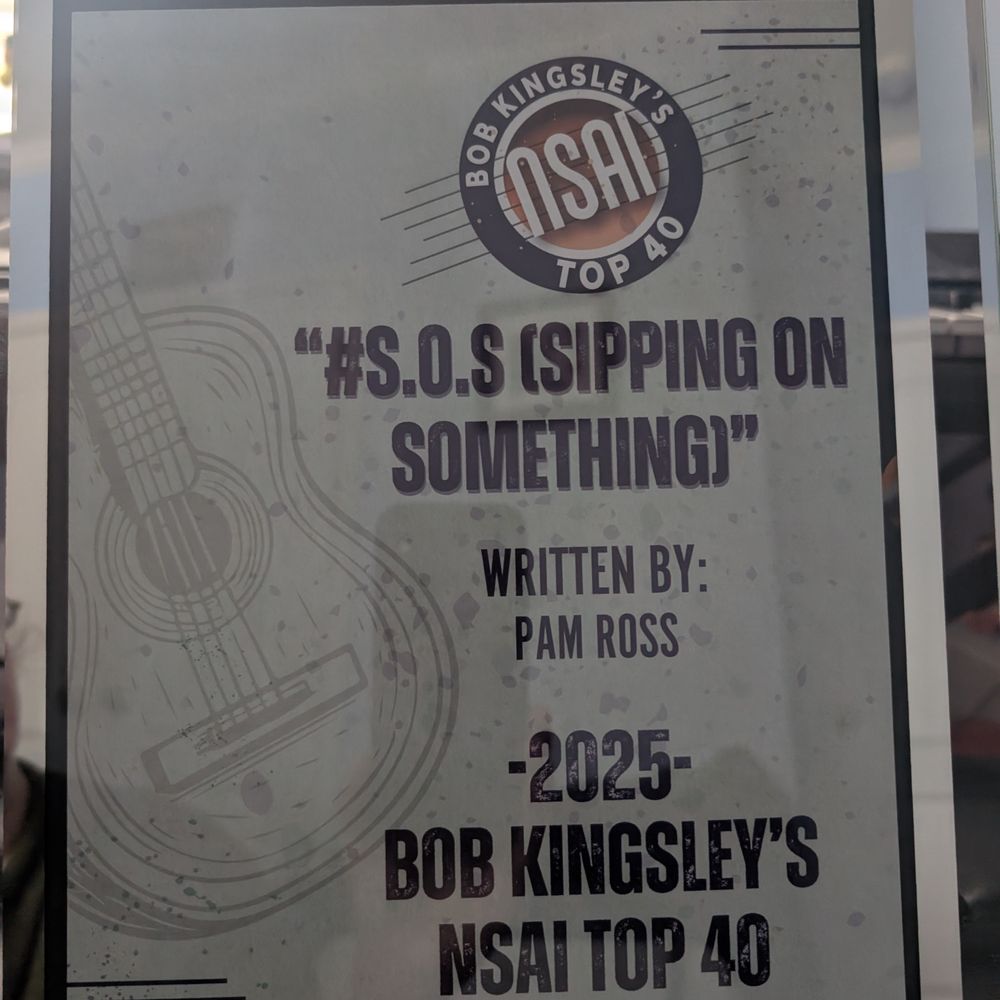 BOB KINGSLEY'S
NSAI
TOP 40
“#S.O.S (SIPPING ON
SOMETHING)”
WRITTEN BY:
PAM ROSS
-2025-
BOB KINGSLEY’S
NSAI TOP 40